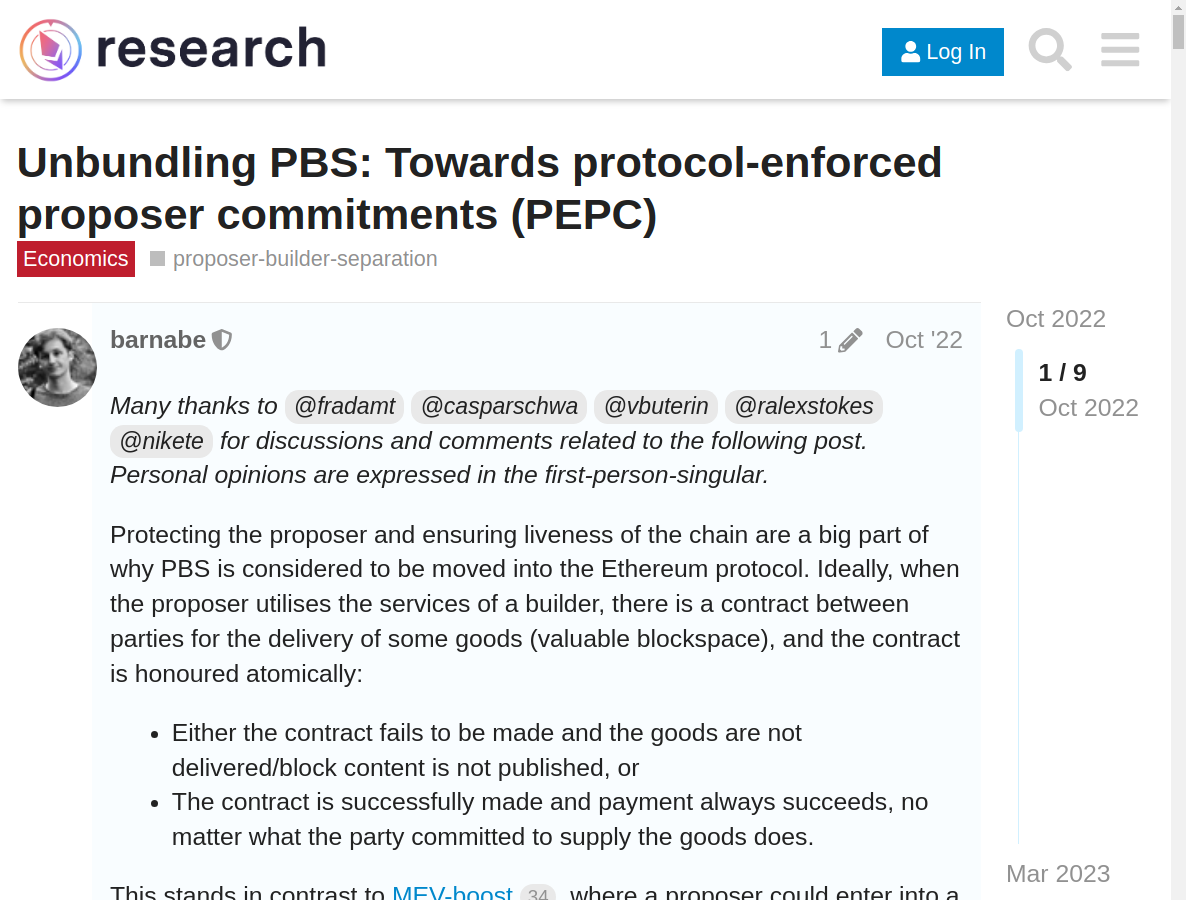 research
Log In
Unbundling PBS: Towards protocol-enforced
proposer commitments (PEPC)
Economics proposer-builder-separation
barnabe 1 Oct '22
Many thanks to @fradamt @casparschwa @vbuterin @ralexstokes
@nikete for discussions and comments related to the following post.
Personal opinions are expressed in the first-person-singular.
Protecting the proposer and ensuring liveness of the chain are a big part of
why PBS is considered to be moved into the Ethereum protocol. Ideally, when
the proposer utilises the services of a builder, there is a contract between
parties for the delivery of some goods (valuable blockspace), and the contract
is honoured atomically:
• Either the contract fails to be made and the goods are not
delivered/block content is not published, or
• The contract is successfully made and payment always succeeds, no
matter what the party committed to supply the goods does.
This stands in contrast to MEV-boost 34 , where a proposer could enter into a
Oct 2022
1 / 9
Oct 2022
Mar 2023